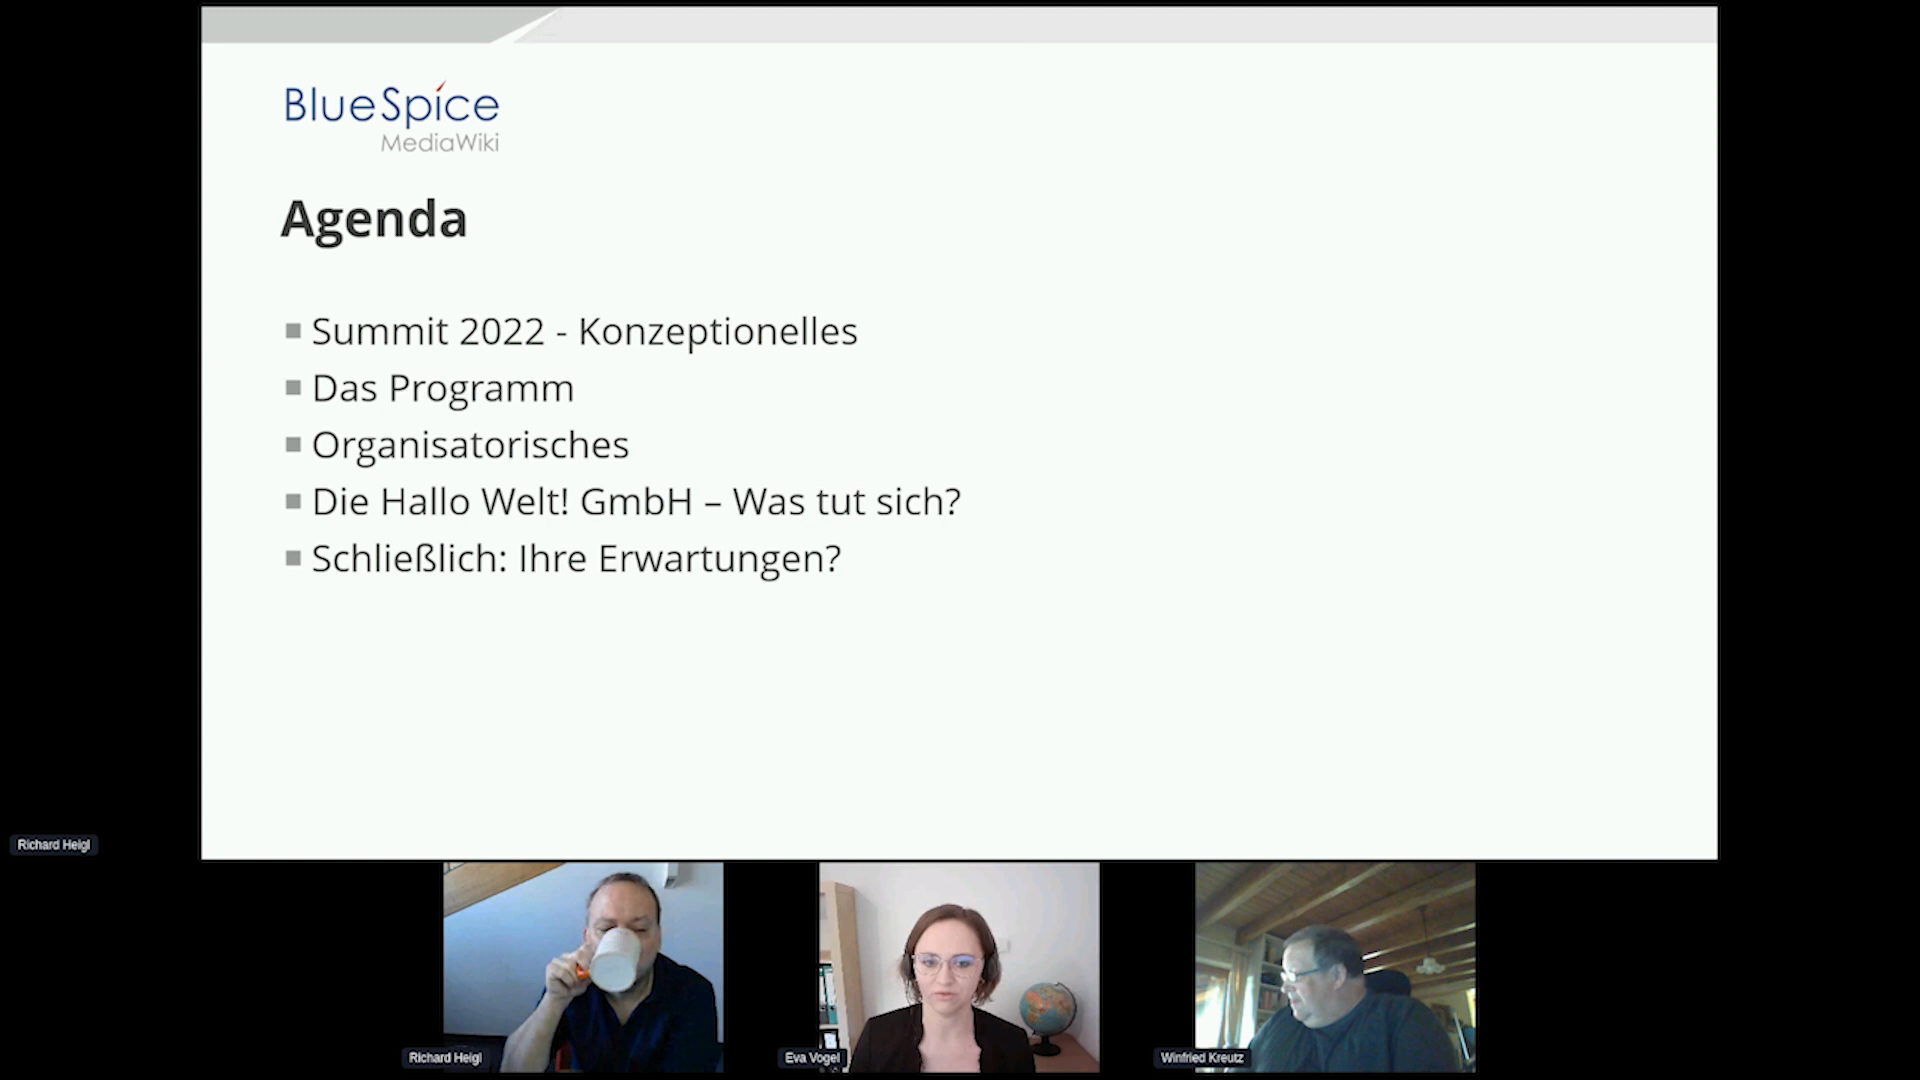 BlueSpice
MediaWiki
Agenda
Summit 2022 - Konzeptionelles
Das Programm
Organisatorisches
Die Hallo Welt! GmbH – Was tut sich?
Schließlich: Ihre Erwartungen?
Richard Heigl
Richard Heigl
Eva Vogel
Winfried Kreutz